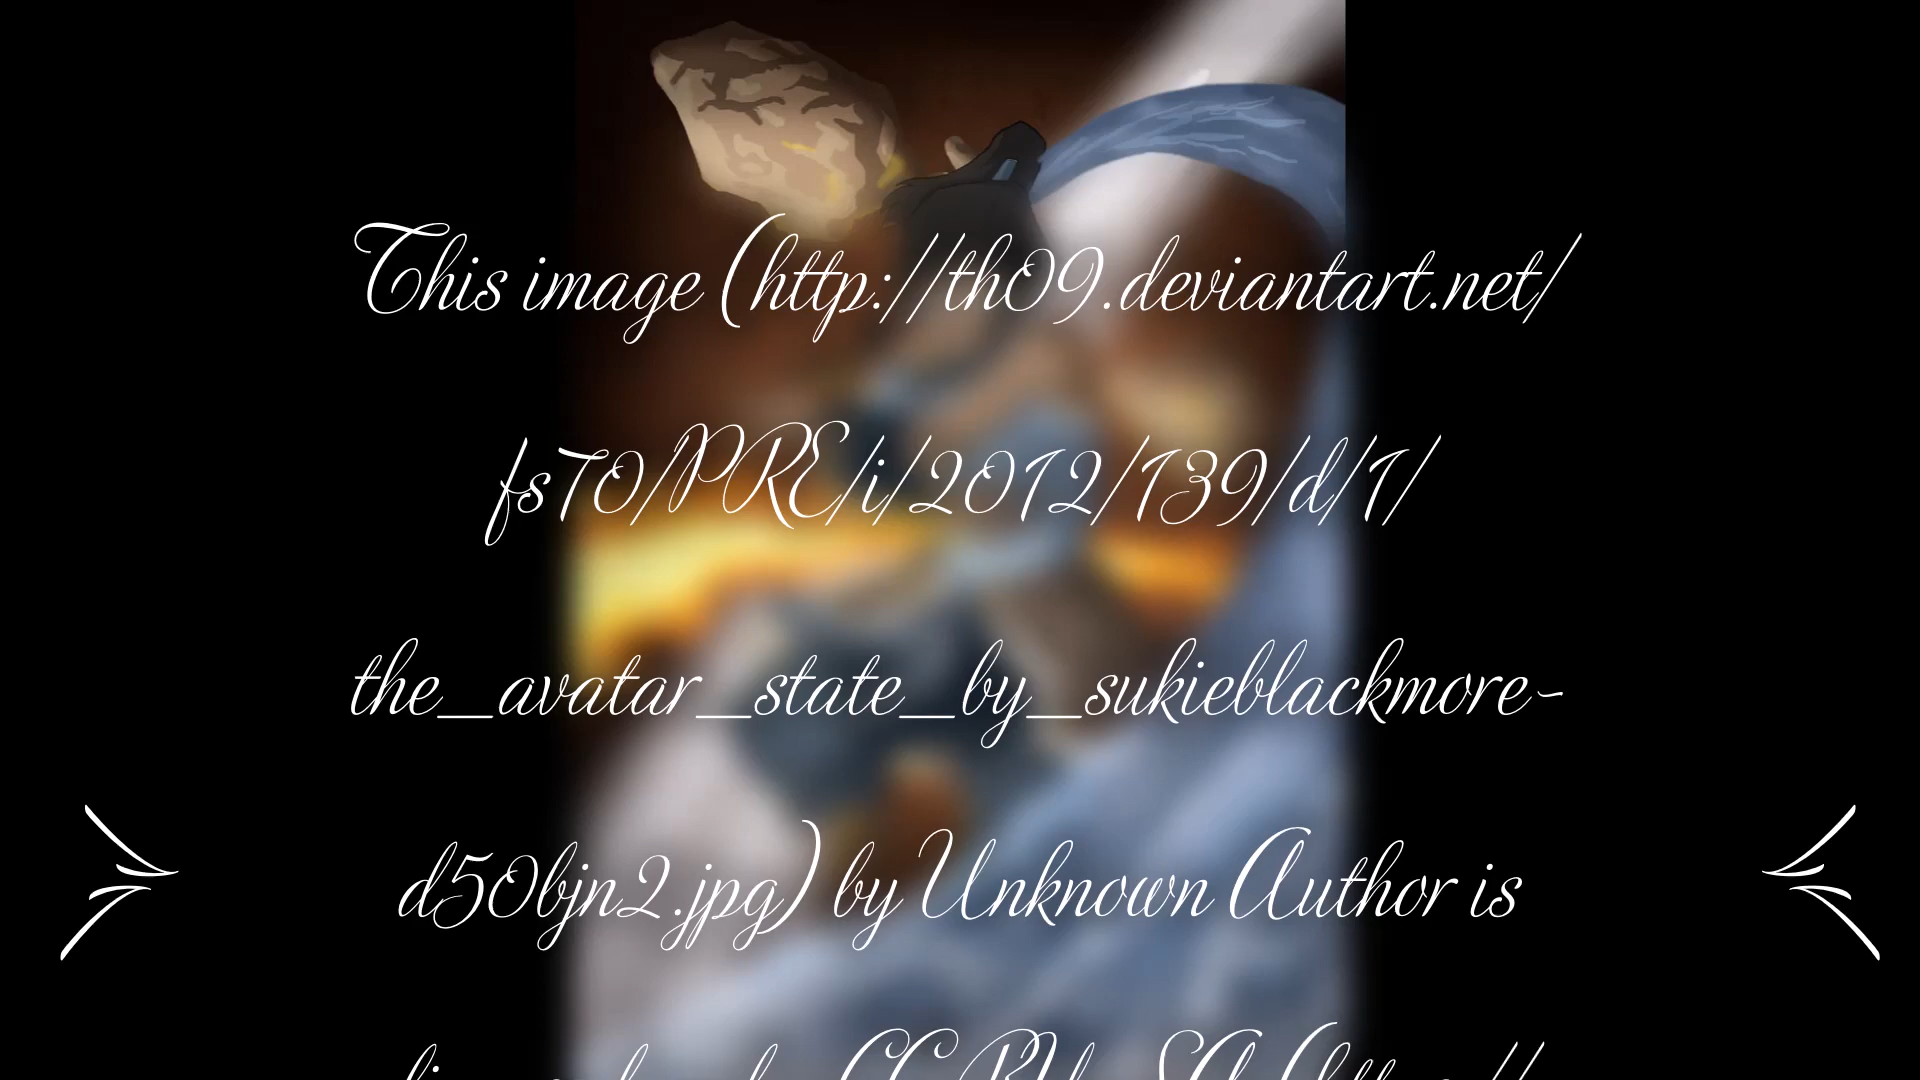 This image (http://th09.deviantart.net/
fs70/PRE/i/2012/139/d/1/
the_avatar_state_by_sukieblackmore-
d50bjn2.jpg) by Unknown Author is